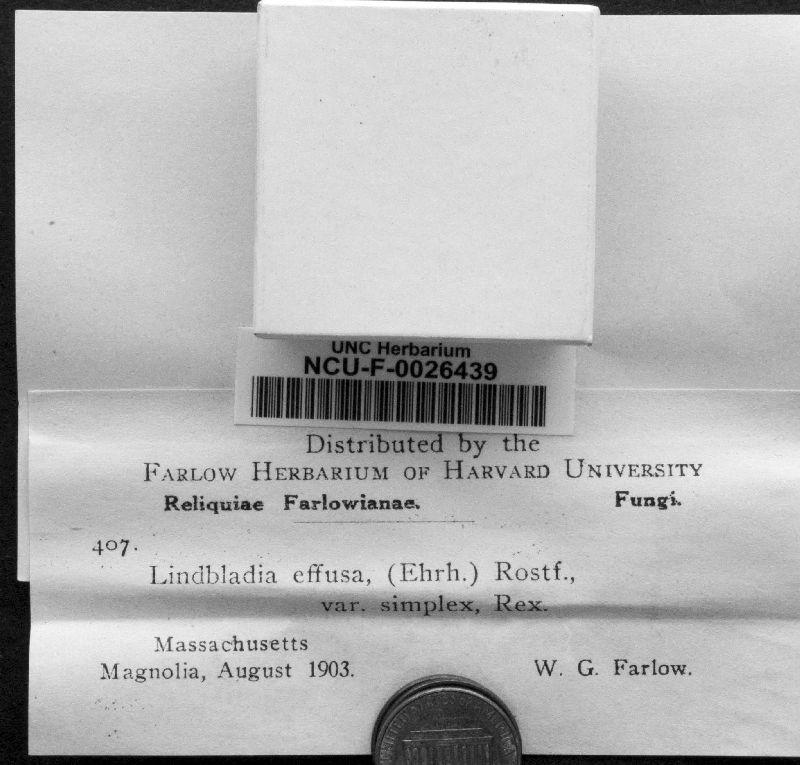 UNC Herbarium
NCU-F-0026439
Distributed by the
FARLOW HERBARIUM OF HARVARD UNIVERSITY
Reliquiae Farlowianae. Fungi.
407.
Lindbladia effusa, (Ehrh.) Rostf.,
var. simplex, Rex.
Massachusetts
Magnolia, August 1903. W. G. Farlow.